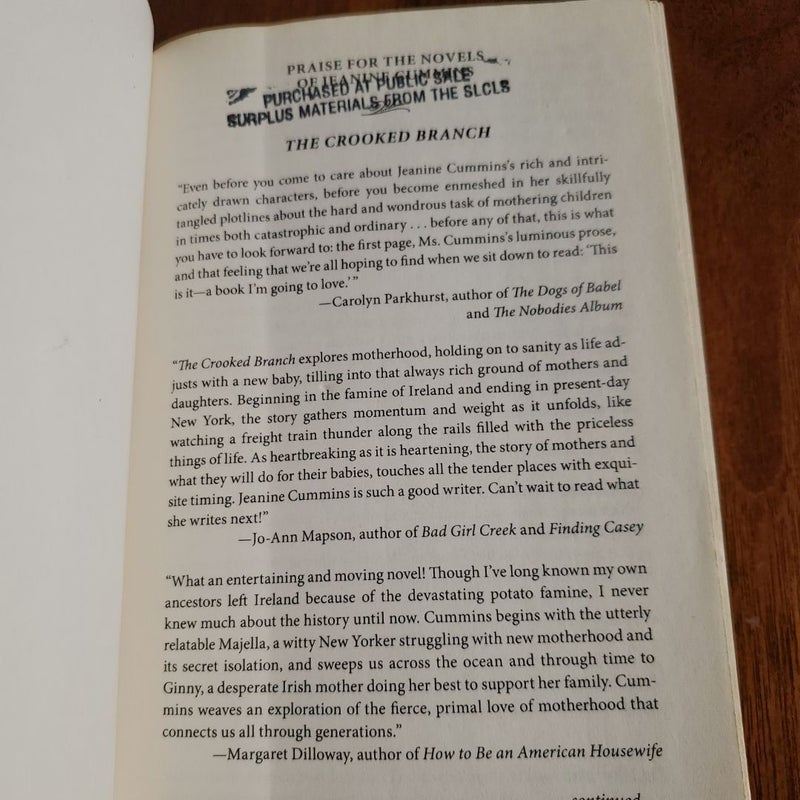 PRAISE FOR THE NOVELS
OF JEANINE CUMMINS
PURCHASED AT PUBLIC SALE
SURPLUS MATERIALS FROM THE SLCLS
THE CROOKED BRANCH
“Even before you come to care about Jeanine Cummins’s rich and intri-
cately drawn characters, before you become enmeshed in her skillfully
tangled plotlines about the hard and wondrous task of mothering children
in times both catastrophic and ordinary . . . before any of that, this is what
you have to look forward to: the first page, Ms. Cummins’s luminous prose,
and that feeling that we’re all hoping to find when we sit down to read: ‘This
is it—a book I’m going to love.’”
—Carolyn Parkhurst, author of The Dogs of Babel
and The Nobodies Album
“The Crooked Branch explores motherhood, holding on to sanity as life ad-
justs with a new baby, tilling into that always rich ground of mothers and
daughters. Beginning in the famine of Ireland and ending in present-day
New York, the story gathers momentum and weight as it unfolds, like
watching a freight train thunder along the rails filled with the priceless
things of life. As heartbreaking as it is heartening, the story of mothers and
what they will do for their babies, touches all the tender places with exqui-
site timing. Jeanine Cummins is such a good writer. Can’t wait to read what
she writes next!”
—Jo-Ann Mapson, author of Bad Girl Creek and Finding Casey
“What an entertaining and moving novel! Though I’ve long known my own
ancestors left Ireland because of the devastating potato famine, I never
knew much about the history until now. Cummins begins with the utterly
relatable Majella, a witty New Yorker struggling with new motherhood and
its secret isolation, and sweeps us across the ocean and through time to
Ginny, a desperate Irish mother doing her best to support her family. Cum-
mins weaves an exploration of the fierce, primal love of motherhood that
connects us all through generations.”
—Margaret Dilloway, author of How to Be an American Housewife
continued